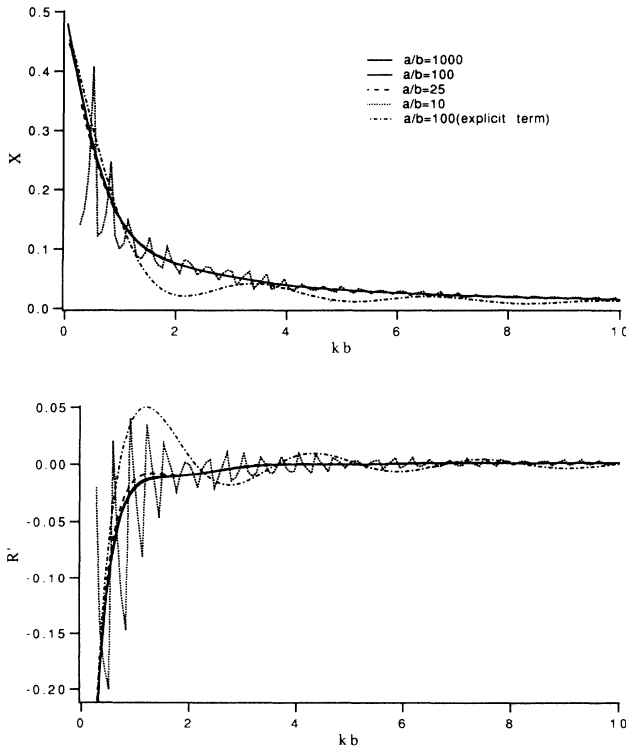 0.5
0.4
0.3
0.2
0.1
0.0
X
a/b=1000
a/b=100
a/b=25
a/b=10
a/b=100(explicit term)
0 2 4 6 8 10
k b
0.05
0.00
-0.05
-0.10
-0.15
-0.20
R'
0 2 4 6 8 10
k b